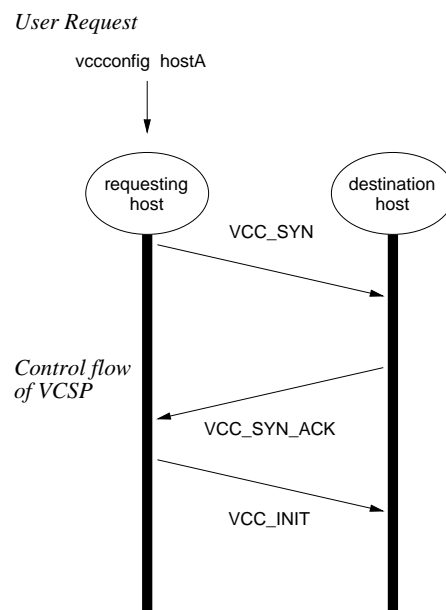 User Request
vccconfig hostA
requesting
host
destination
host
VCC_SYN
Control flow
of VCSP
VCC_SYN_ACK
VCC_INIT